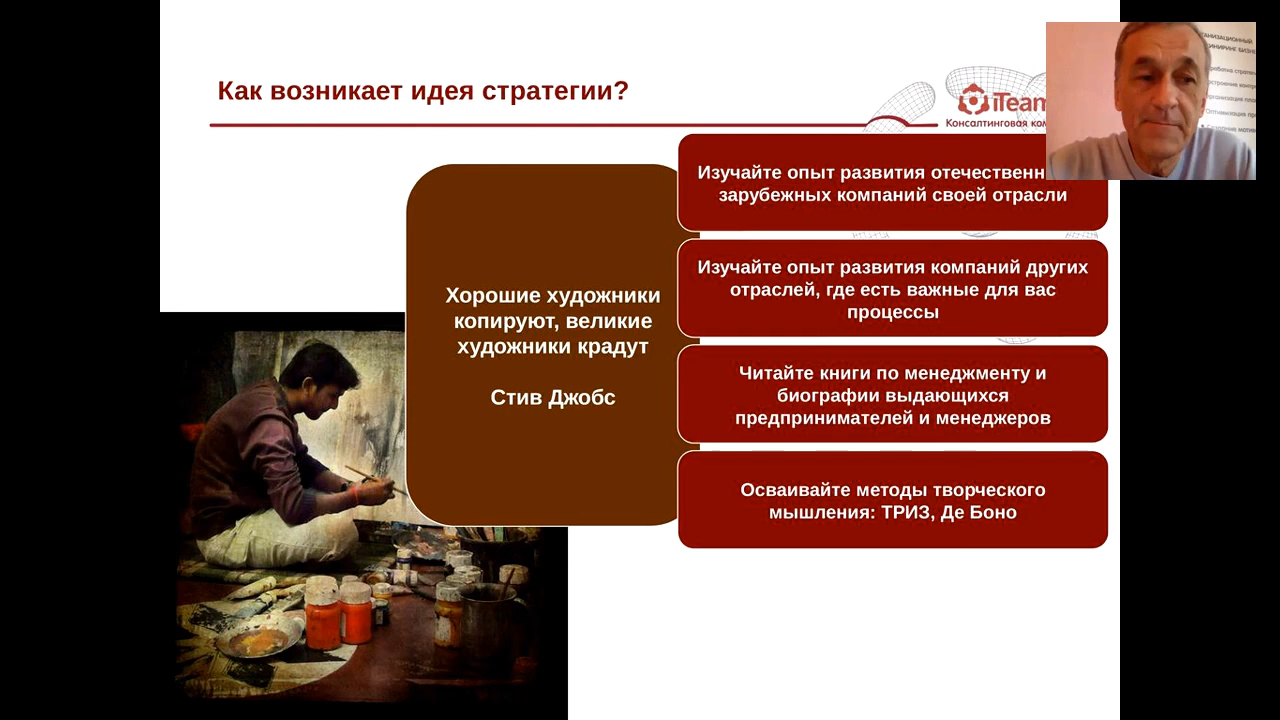 Как возникает идея стратегии?
iTeam
Консалтинговая
Изучайте опыт развития
зарубежных компаний своей отрасли
Изучайте опыт развития компаний других
отраслей, где есть важные для вас
процессы
Хорошие художники
копируют, великие
художники крадут
Стив Джобс
Читайте книги по менеджменту и
биографии выдающихся
предпринимателей и менеджеров
Осваивайте методы творческого
мышления: ТРИЗ, Де Боно